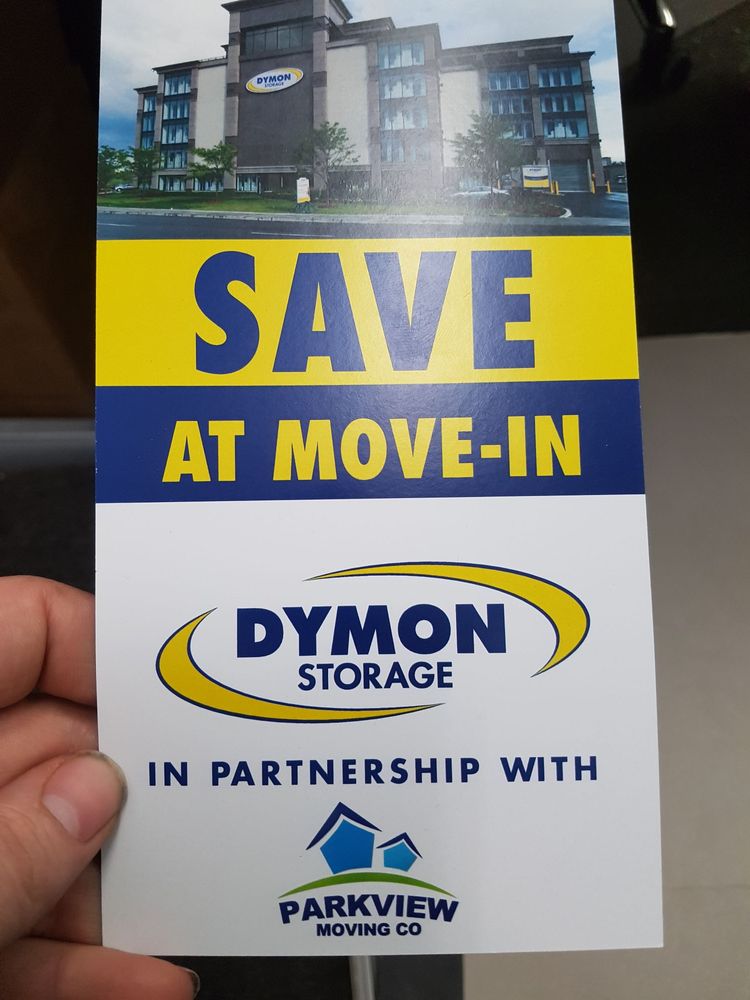 DYMON
STORAGE
SAVE
AT MOVE-IN
DYMON
STORAGE
IN PARTNERSHIP WITH
PARKVIEW
MOVING CO